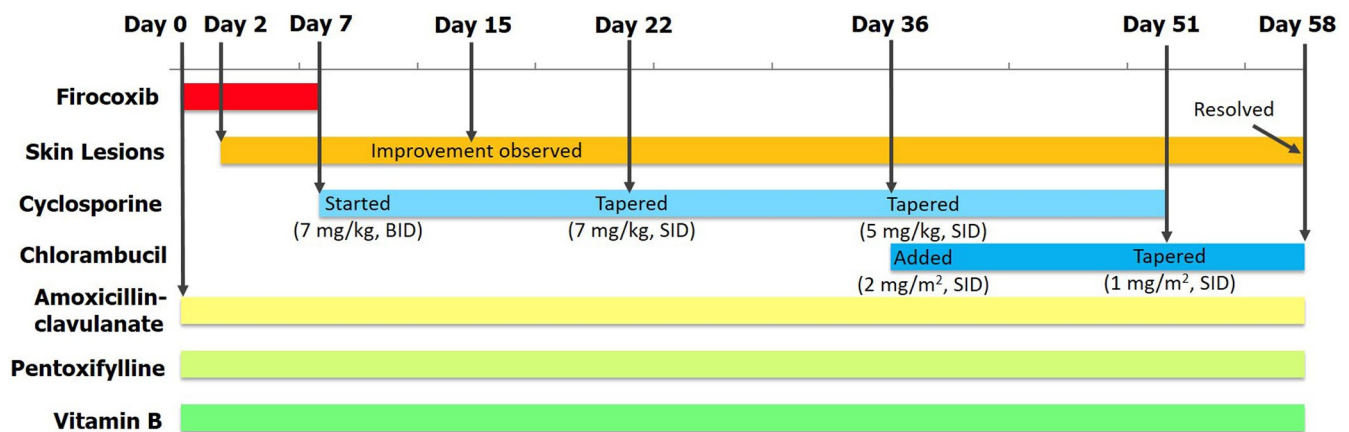 Day 0 Day 2 Day 7 Day 15 Day 22 Day 36 Day 51 Day 58
Firocoxib
Resolved
Skin Lesions Improvement observed
Cyclosporine Started Tapered Tapered
(7 mg/kg, BID) (7 mg/kg, SID) (5 mg/kg, SID)
Chlorambucil Added Tapered
(2 mg/m², SID) (1 mg/m², SID)
Amoxicillin-
clavulanate
Pentoxifylline
Vitamin B